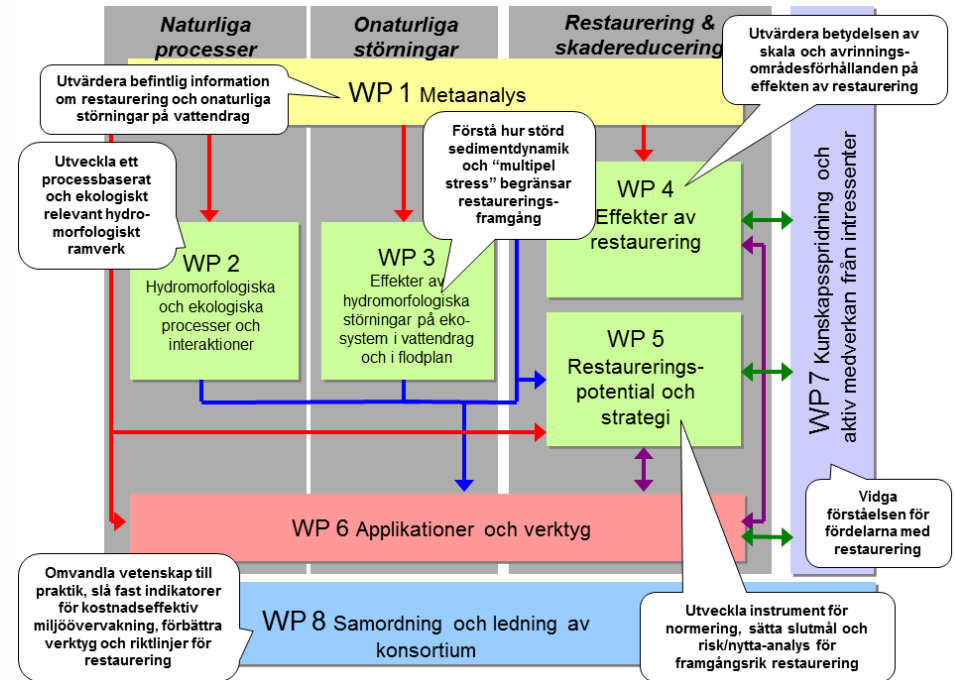 Naturliga
processer
Onaturliga
störningar
Restaurering &
skadereducering
Utvärdera betydelsen av
skala och avrinnings-
områdesförhållanden på
effekten av restaurering
Utvärdera befintlig information
om restaurering och onaturliga
störningar på vattendrag
WP 1 Metaanalys
Förstå hur störd
sedimentdynamik
och “multipel
stress” begränsar
restaurerings-
framgång
Utveckla ett
processbaserat
och ekologiskt
relevant hydro-
morfologiskt
ramverk
WP 2
Hydromorfologiska
och ekologiska
processer och
interaktioner
WP 3
Effekter av
hydromorfologiska
störningar på eko-
system i vattendrag
och i flodplan
WP 4
Effekter av
restaurering
WP 5
Restaurerings-
potential och
strategi
WP 7 Kunskapsspridning och
aktiv medverkan från intressenter
WP 6 Applikationer och verktyg
Vidga
förståelsen för
fördelarna med
restaurering
Omvandla vetenskap till
praktik, slå fast indikatorer
för kostnadseffektiv
miljöövervakning, förbättra
verktyg och riktlinjer för
restaurering
WP 8 Samordning och ledning av
konsortium
Utveckla instrument för
normering, sätta slutmål och
risk/nytta-analys för
framgångsrik restaurering